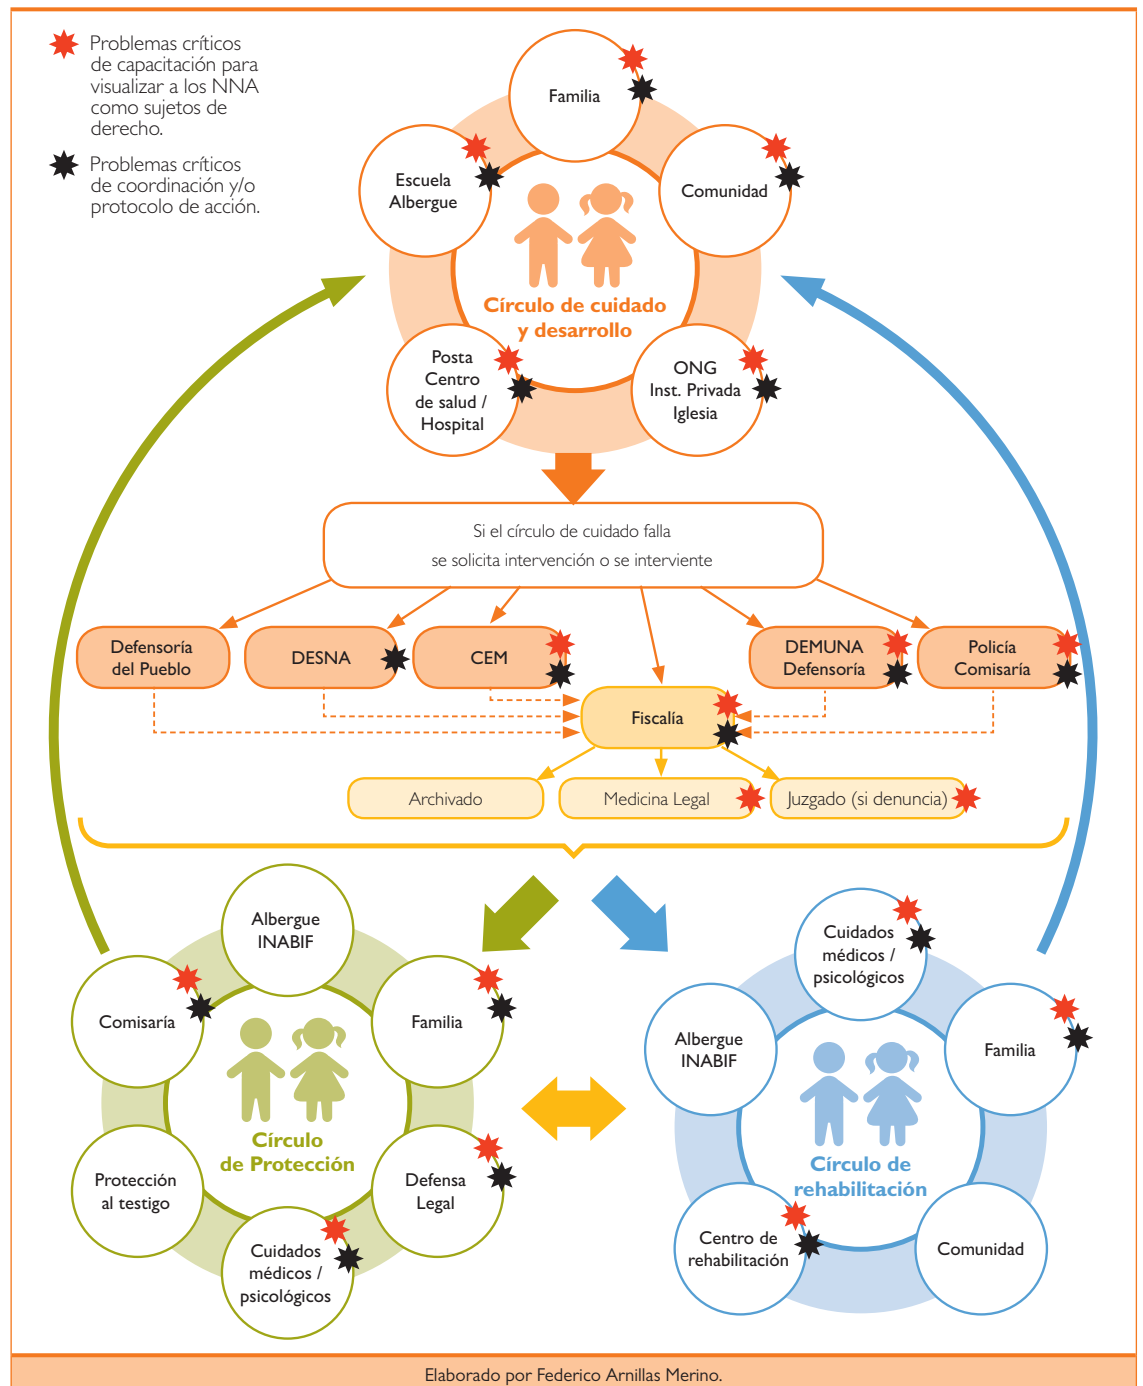 Problemas críticos
de capacitación para
visualizar a los NNA
como sujetos de
derecho.
Problemas críticos
de coordinación y/o
protocolo de acción.
Familia
Escuela
Albergue
Comunidad
Círculo de cuidado
y desarrollo
Posta
Centro
de salud /
Hospital
ONG
Inst. Privada
Iglesia
Si el círculo de cuidado falla
se solicita intervención o se interviente
Defensoría
del Pueblo
DESNA
CEM
DEMUNA
Defensoría
Policía
Comisaría
Fiscalía
Archivado
Medicina Legal
Juzgado (si denuncia)
Albergue
INABIF
Comisaría
Familia
Círculo
de Protección
Protección
al testigo
Defensa
Legal
Cuidados
médicos /
psicológicos
Cuidados
médicos /
psicológicos
Albergue
INABIF
Familia
Círculo de
rehabilitación
Centro de
rehabilitación
Comunidad
Elaborado por Federico Arnillas Merino.